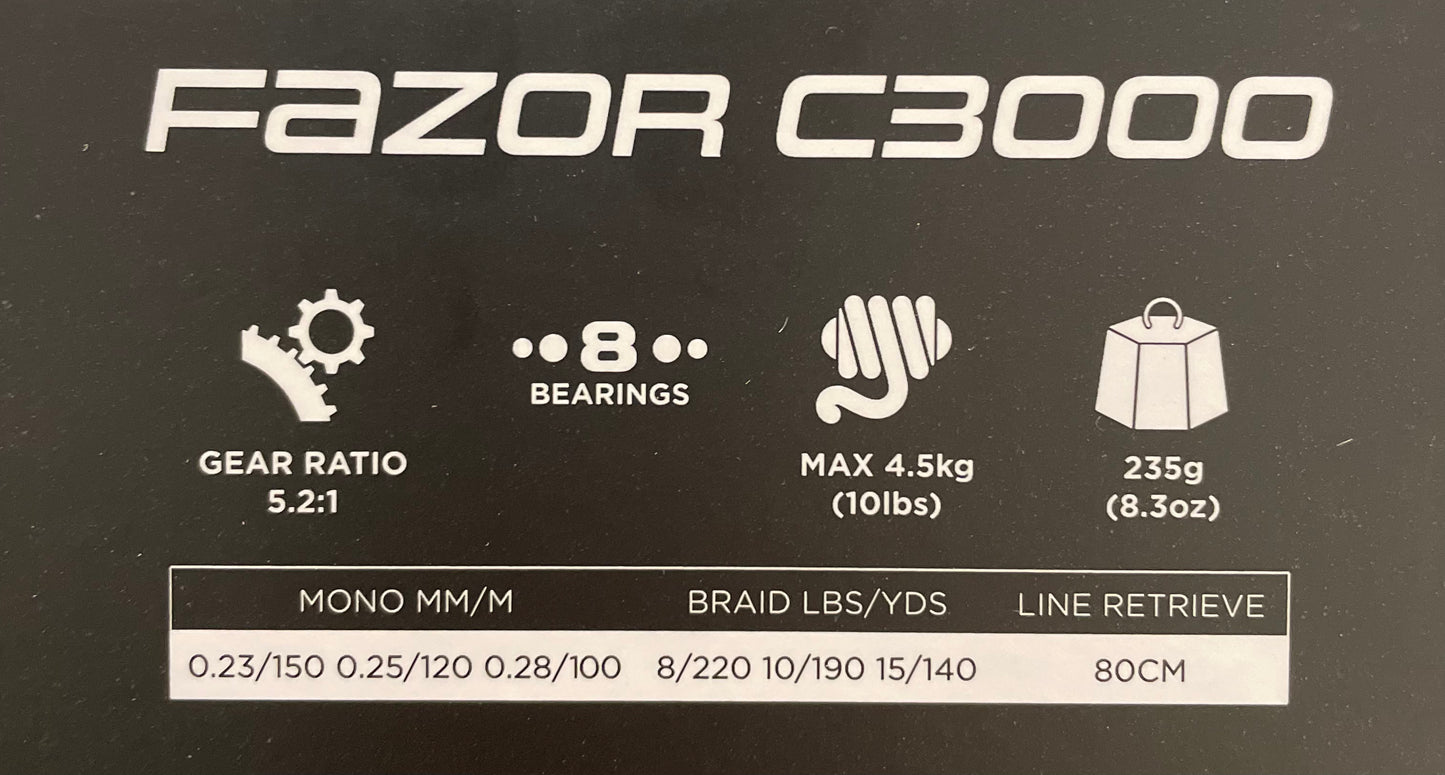 FaZOR C3000
8
BEARINGS
GEAR RATIO
5.2:1
MAX 4.5kg
(10lbs)
235g
(8.3oz)
MONO MM/M BRAID LBS/YDS LINE RETRIEVE
0.23/150 0.25/120 0.28/100 8/220 10/190 15/140 80CM